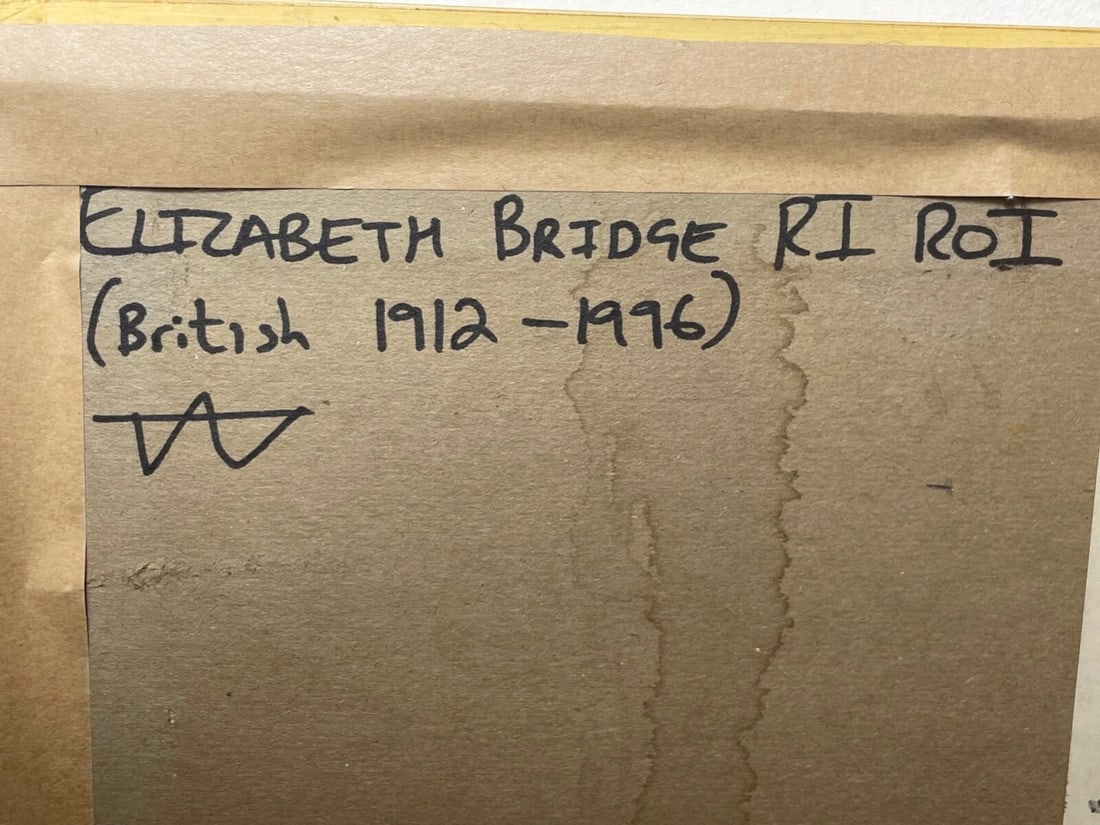 ELIZABETH BRIDGE RI ROI
(British 1912 - 1996)